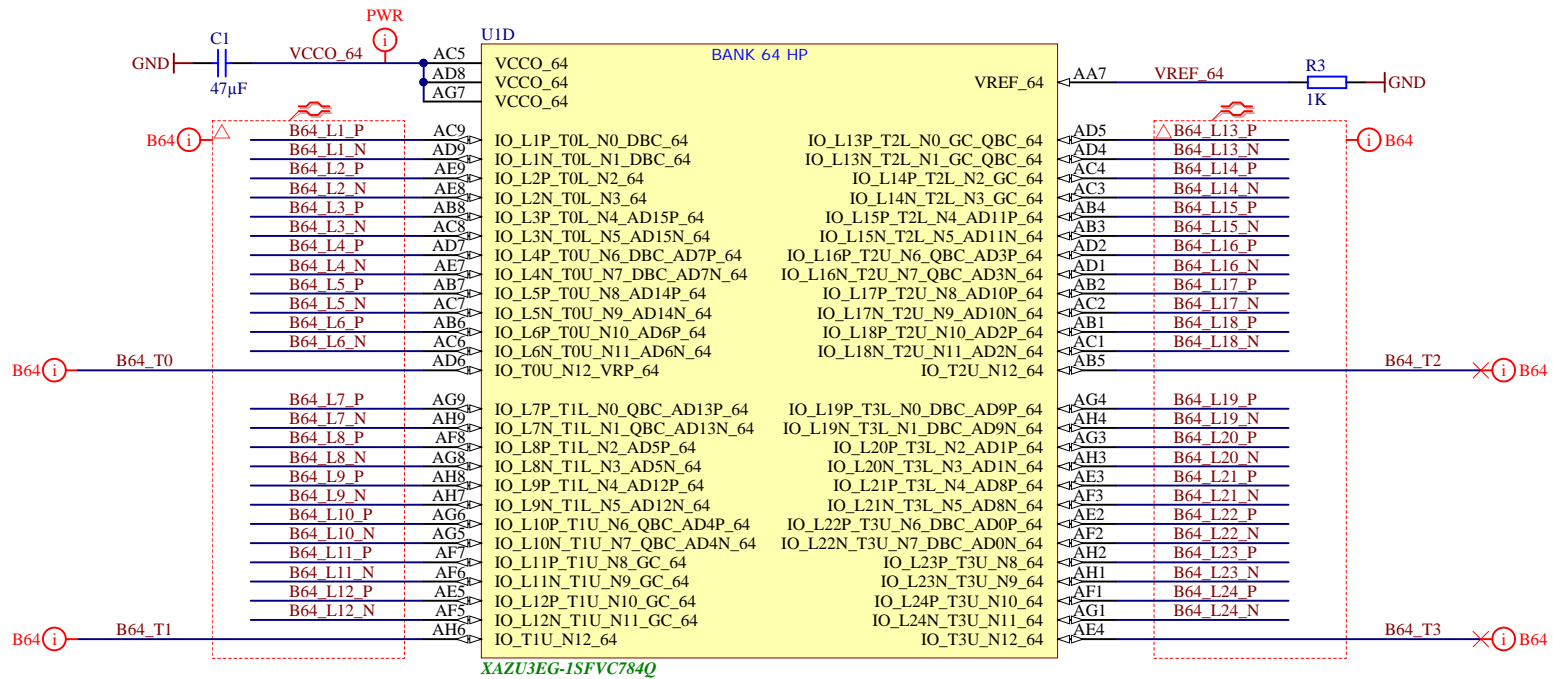 PWR
C1
U1D
GND VCCO_64 AC5 VCCO_64 BANK 64 HP
47µF AD8 VCCO_64 VREF_64 AA7 VREF_64 R3 GND
AG7 VCCO_64 1K
B64 B64_L1_P AC9 IO_L1P_T0L_N0_DBC_64 IO_L13P_T2L_N0_GC_QBC_64 AD5 B64_L13_P B64
B64_L1_N AD9 IO_L1N_T0L_N1_DBC_64 IO_L13N_T2L_N1_GC_QBC_64 AD4 B64_L13_N
B64_L2_P AE9 IO_L2P_T0L_N2_64 IO_L14P_T2L_N2_GC_64 AC4 B64_L14_P
B64_L2_N AE8 IO_L2N_T0L_N3_64 IO_L14N_T2L_N3_GC_64 AC3 B64_L14_N
B64_L3_P AB8 IO_L3P_T0L_N4_AD15P_64 IO_L15P_T2L_N4_AD11P_64 AB4 B64_L15_P
B64_L3_N AC8 IO_L3N_T0L_N5_AD15N_64 IO_L15N_T2L_N5_AD11N_64 AB3 B64_L15_N
B64_L4_P AD7 IO_L4P_T0U_N6_DBC_AD7P_64 IO_L16P_T2U_N6_QBC_AD3P_64 AD2 B64_L16_P
B64_L4_N AE7 IO_L4N_T0U_N7_DBC_AD7N_64 IO_L16N_T2U_N7_QBC_AD3N_64 AD1 B64_L16_N
B64_L5_P AB7 IO_L5P_T0U_N8_AD14P_64 IO_L17P_T2U_N8_AD10P_64 AB2 B64_L17_P
B64_L5_N AC7 IO_L5N_T0U_N9_AD14N_64 IO_L17N_T2U_N9_AD10N_64 AC2 B64_L17_N
B64_L6_P AB6 IO_L6P_T0U_N10_AD6P_64 IO_L18P_T2U_N10_AD2P_64 AB1 B64_L18_P
B64_L6_N AC6 IO_L6N_T0U_N11_AD6N_64 IO_L18N_T2U_N11_AD2N_64 AC1 B64_L18_N
B64 B64_T0 AD6 IO_T0U_N12_VRP_64 IO_T2U_N12_64 AB5 B64_T2 B64
B64_L7_P AG9 IO_L7P_T1L_N0_QBC_AD13P_64 IO_L19P_T3L_N0_DBC_AD9P_64 AG4 B64_L19_P
B64_L7_N AH9 IO_L7N_T1L_N1_QBC_AD13N_64 IO_L19N_T3L_N1_DBC_AD9N_64 AH4 B64_L19_N
B64_L8_P AF8 IO_L8P_T1L_N2_AD5P_64 IO_L20P_T3L_N2_AD1P_64 AG3 B64_L20_P
B64_L8_N AG8 IO_L8N_T1L_N3_AD5N_64 IO_L20N_T3L_N3_AD1N_64 AH3 B64_L20_N
B64_L9_P AH8 IO_L9P_T1L_N4_AD12P_64 IO_L21P_T3L_N4_AD8P_64 AE3 B64_L21_P
B64_L9_N AH7 IO_L9N_T1L_N5_AD12N_64 IO_L21N_T3L_N5_AD8N_64 AF3 B64_L21_N
B64_L10_P AG6 IO_L10P_T1U_N6_QBC_AD4P_64 IO_L22P_T3U_N6_DBC_AD0P_64 AE2 B64_L22_P
B64_L10_N AG5 IO_L10N_T1U_N7_QBC_AD4N_64 IO_L22N_T3U_N7_DBC_AD0N_64 AF2 B64_L22_N
B64_L11_P AF7 IO_L11P_T1U_N8_GC_64 IO_L23P_T3U_N8_64 AH2 B64_L23_P
B64_L11_N AF6 IO_L11N_T1U_N9_GC_64 IO_L23N_T3U_N9_64 AH1 B64_L23_N
B64_L12_P AE5 IO_L12P_T1U_N10_GC_64 IO_L24P_T3U_N10_64 AF1 B64_L24_P
B64_L12_N AF5 IO_L12N_T1U_N11_GC_64 IO_L24N_T3U_N11_64 AG1 B64_L24_N
B64 B64_T1 AH6 IO_T1U_N12_64 IO_T3U_N12_64 AE4 B64_T3 B64
XAZU3EG-1SFVC784Q